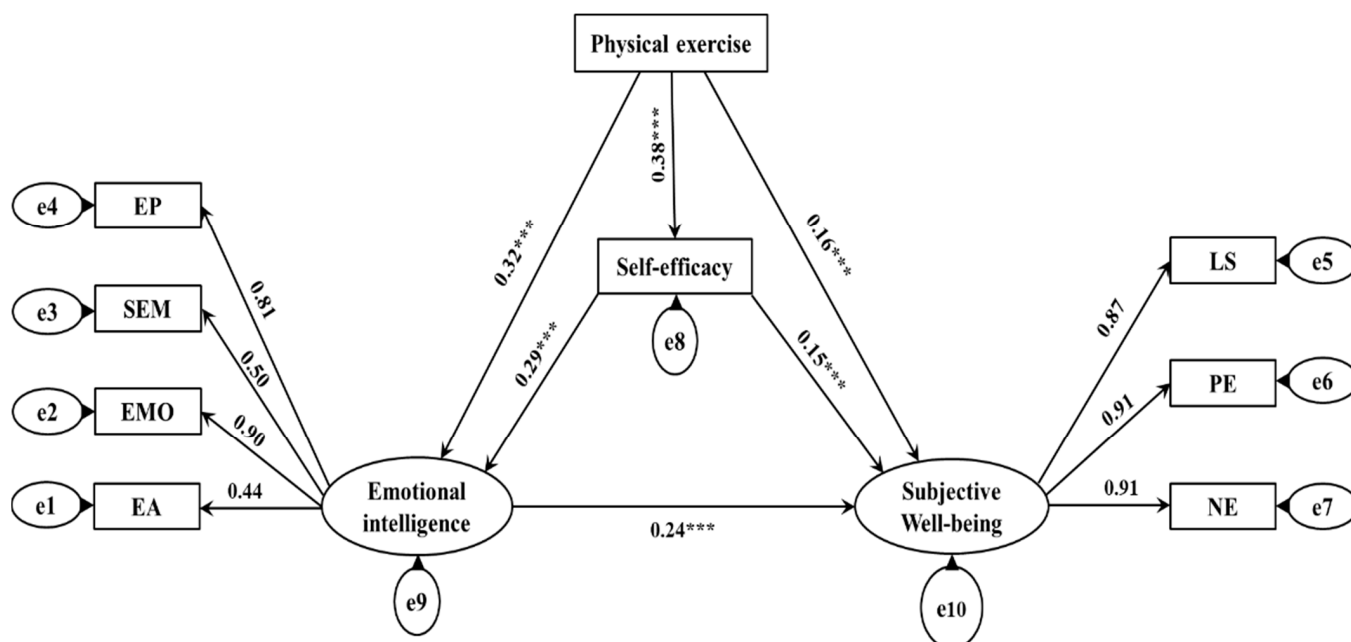 Physical exercise
0.38***
0.32***
0.16***
e4
EP
Self-efficacy
LS
e5
0.81
e3
SEM
e8
0.87
0.50
0.29***
0.15***
e2
EMO
PE
e6
0.90
0.91
e1
EA
0.44
Emotional
intelligence
0.24***
Subjective
Well-being
0.91
NE
e7
e9
e10